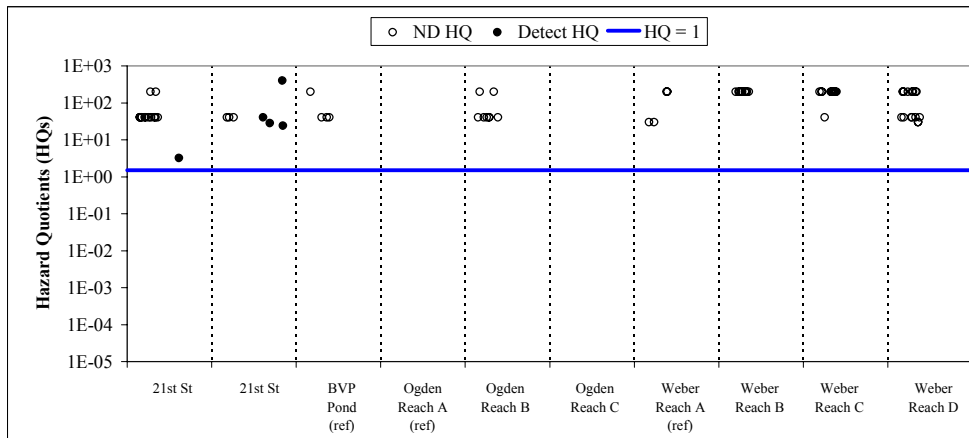 ND HQ Detect HQ HQ = 1
Hazard Quotients (HQs)
1E+03
1E+02
1E+01
1E+00
1E-01
1E-02
1E-03
1E-04
1E-05
21st St
21st St
BVP
Pond
(ref)
Ogden
Reach A
(ref)
Ogden
Reach B
Ogden
Reach C
Weber
Reach A
(ref)
Weber
Reach B
Weber
Reach C
Weber
Reach D